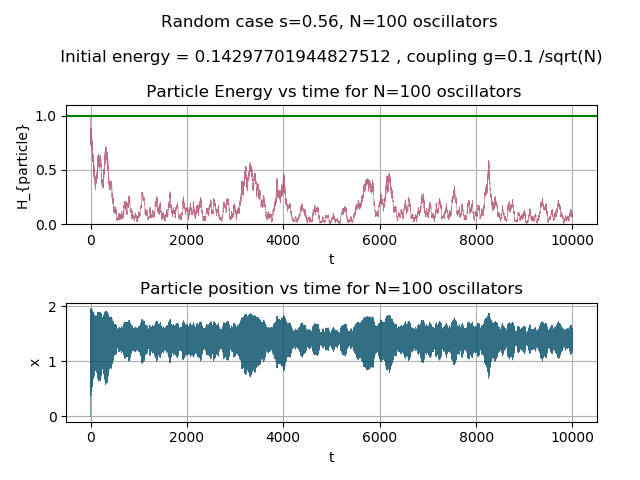 Random case s=0.56, N=100 oscillators
Initial energy = 0.14297701944827512 , coupling g=0.1 /sqrt(N)
Particle Energy vs time for N=100 oscillators
1.0
0.5
0.0
H_{particle}
0 2000 4000 6000 8000 10000
t
Particle position vs time for N=100 oscillators
2
1
0
x
0 2000 4000 6000 8000 10000
t